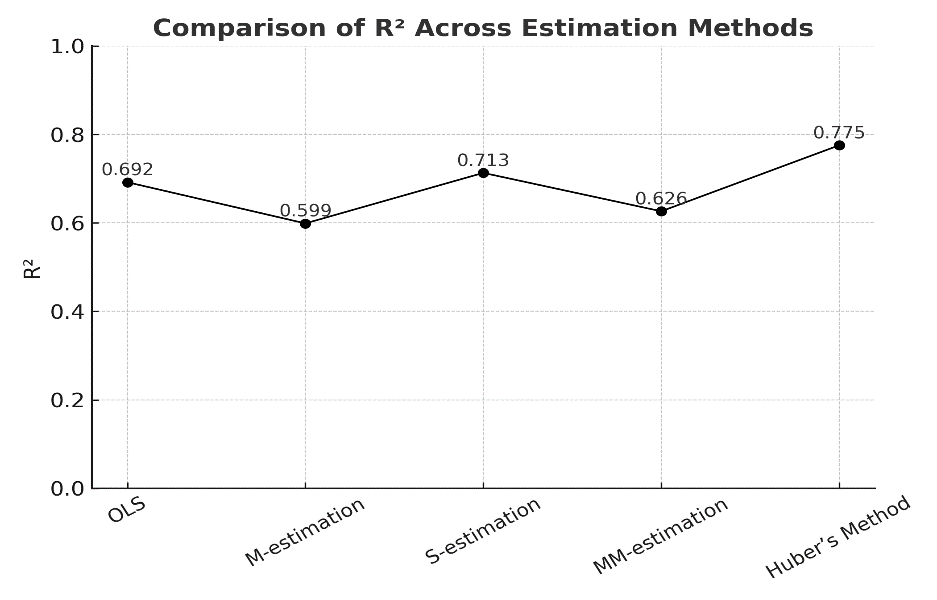 Comparison of R² Across Estimation Methods
R²
1.0
0.8
0.6
0.4
0.2
0.0
0.692
0.599
0.713
0.626
0.775
OLS
M-estimation
S-estimation
MM-estimation
Huber’s Method